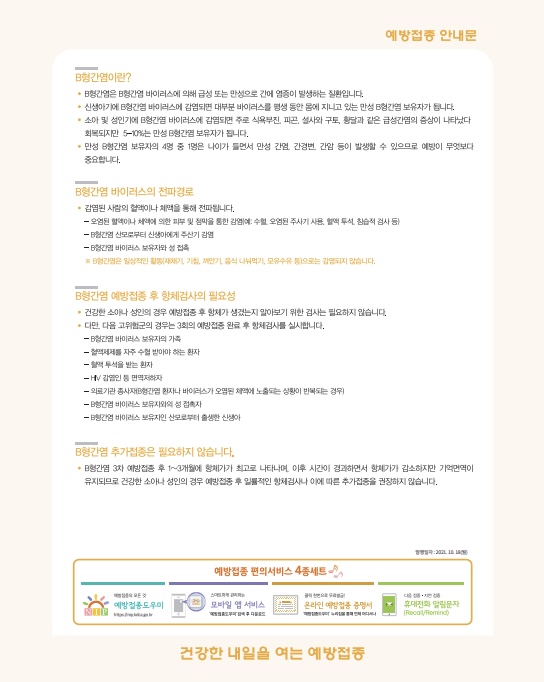 예방접종 안내문
B형간염이란?
• B형간염은 B형간염 바이러스에 의해 급성 또는 만성으로 간에 염증이 발생하는 질환입니다.
• 신생아기에 B형간염 바이러스에 감염되면 대부분 바이러스를 평생 동안 몸에 지니고 있는 만성 B형간염 보유자가 됩니다.
• 소아 및 성인기에 B형간염 바이러스에 감염되면 주로 식욕부진, 피곤, 설사와 구토, 황달과 같은 급성간염의 증상이 나타났다
회복되지만 5-10%는 만성 B형간염 보유자가 됩니다.
• 만성 B형간염 보유자의 4명 중 1명은 나이가 들면서 만성 간염, 간경변, 간암 등이 발생할 수 있으므로 예방이 무엇보다
중요합니다.
B형간염 바이러스의 전파경로
• 감염된 사람의 혈액이나 체액을 통해 전파됩니다.
- 오염된 혈액이나 체액에 의한 피부 및 점막을 통한 감염(예: 수혈, 오염된 주사기 사용, 혈액 투석, 침습적 검사 등)
- B형간염 산모로부터 신생아에게 주산기 감염
- B형간염 바이러스 보유자와 성 접촉
※ B형간염은 일상적인 활동(재채기, 기침, 껴안기, 음식 나눠먹기, 모유수유 등)으로는 감염되지 않습니다.
B형간염 예방접종 후 항체검사의 필요성
• 건강한 소아나 성인의 경우 예방접종 후 항체가 생겼는지 알아보기 위한 검사는 필요하지 않습니다.
• 다만, 다음 고위험군의 경우는 3회의 예방접종 완료 후 항체검사를 실시합니다.
- B형간염 바이러스 보유자의 가족
- 혈액제제를 자주 수혈 받아야 하는 환자
- 혈액 투석을 받는 환자
- HIV 감염인 등 면역저하자
- 의료기관 종사자(B형간염 환자나 바이러스가 오염된 체액에 노출되는 상황이 반복되는 경우)
- B형간염 바이러스 보유자와의 성 접촉자
- B형간염 바이러스 보유자인 산모로부터 출생한 신생아
B형간염 추가접종은 필요하지 않습니다.
• B형간염 3차 예방접종 후 1~3개월에 항체가가 최고로 나타나며, 이후 시간이 경과하면서 항체가가 감소하지만 기억면역이
유지되므로 건강한 소아나 성인의 경우 예방접종 후 일률적인 항체검사나 이에 따른 추가접종을 권장하지 않습니다.
발행일자 : 2021. 10. 18(월)
예방접종 편의서비스 4종세트
예방접종의 모든 것
예방접종도우미
https://nip.kdca.go.kr
스마트하게 관리하는
모바일 앱 서비스
'예방접종도우미' 검색 후 다운로드
온라인 예방접종 증명서
다음 접종 • 지연 접종
휴대전화 알림문자
(Recall/Remind)
건강한 내일을 여는 예방접종